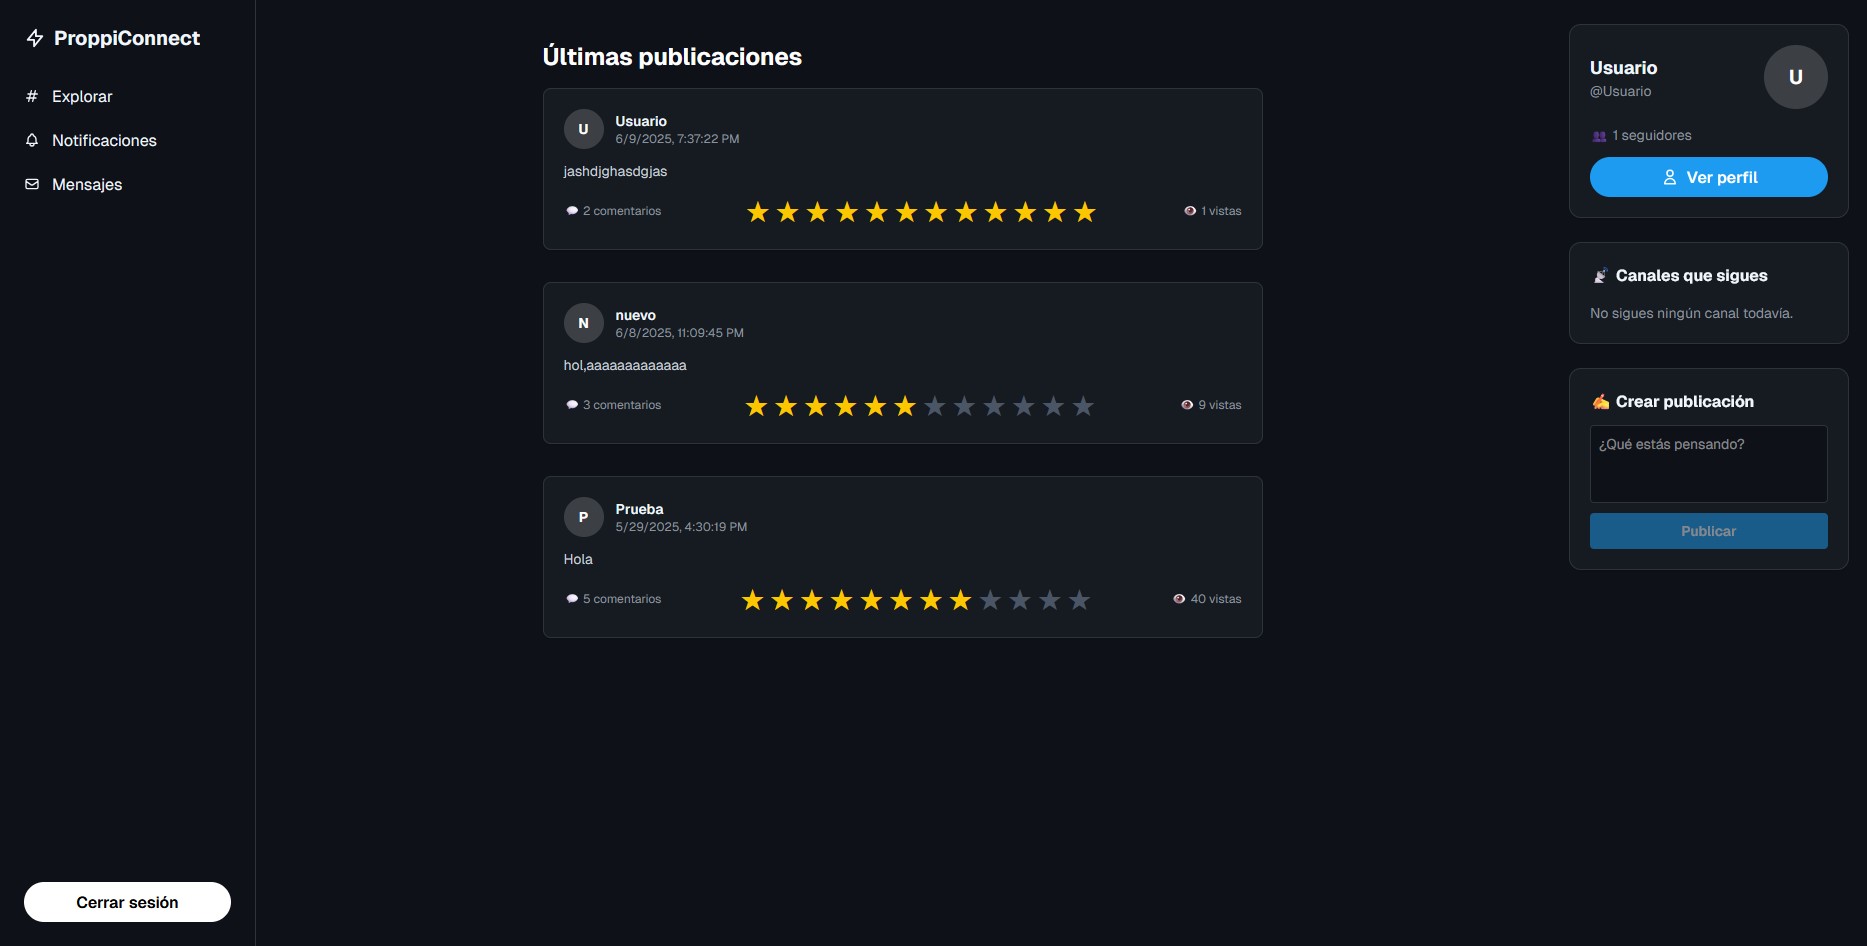 ProppiConnect
# Explorar
Notificaciones
Mensajes
Cerrar sesión
Últimas publicaciones
U
Usuario
6/9/2025, 7:37:22 PM
jashdjghasdgjas
2 comentarios
1 vistas
N
nuevo
6/8/2025, 11:09:45 PM
hol,aaaaaaaaaaaaa
3 comentarios
9 vistas
P
Prueba
5/29/2025, 4:30:19 PM
Hola
5 comentarios
40 vistas
Usuario
@Usuario
U
1 seguidores
Ver perfil
Canales que sigues
No sigues ningún canal todavía.
Crear publicación
¿Qué estás pensando?
Publicar